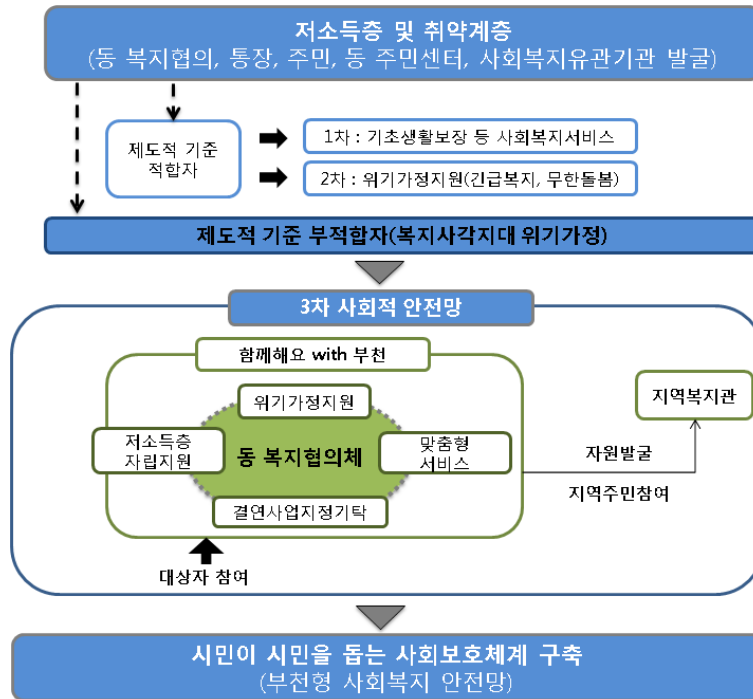 저소득층 및 취약계층
(동 복지협의, 통장, 주민, 동 주민센터, 사회복지유관기관 발굴)
제도적 기준
적합자
1차 : 기초생활보장 등 사회복지서비스
2차 : 위기가정지원(긴급복지, 무한돌봄)
제도적 기준 부적합자(복지사각지대 위기가정)
3차 사회적 안전망
함께해요 with 부천
위기가정지원
저소득층
자립지원
동 복지협의체
맞춤형
서비스
결연사업지정기탁
대상자 참여
지역복지관
자원발굴
지역주민참여
시민이 시민을 돕는 사회보호체계 구축
(부천형 사회복지 안전망)